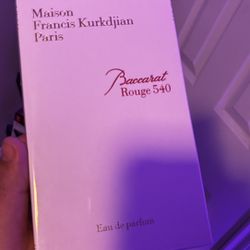 Maison
Francis Kurkdjian
Paris
Baccarat
Rouge 540
Eau de parfum